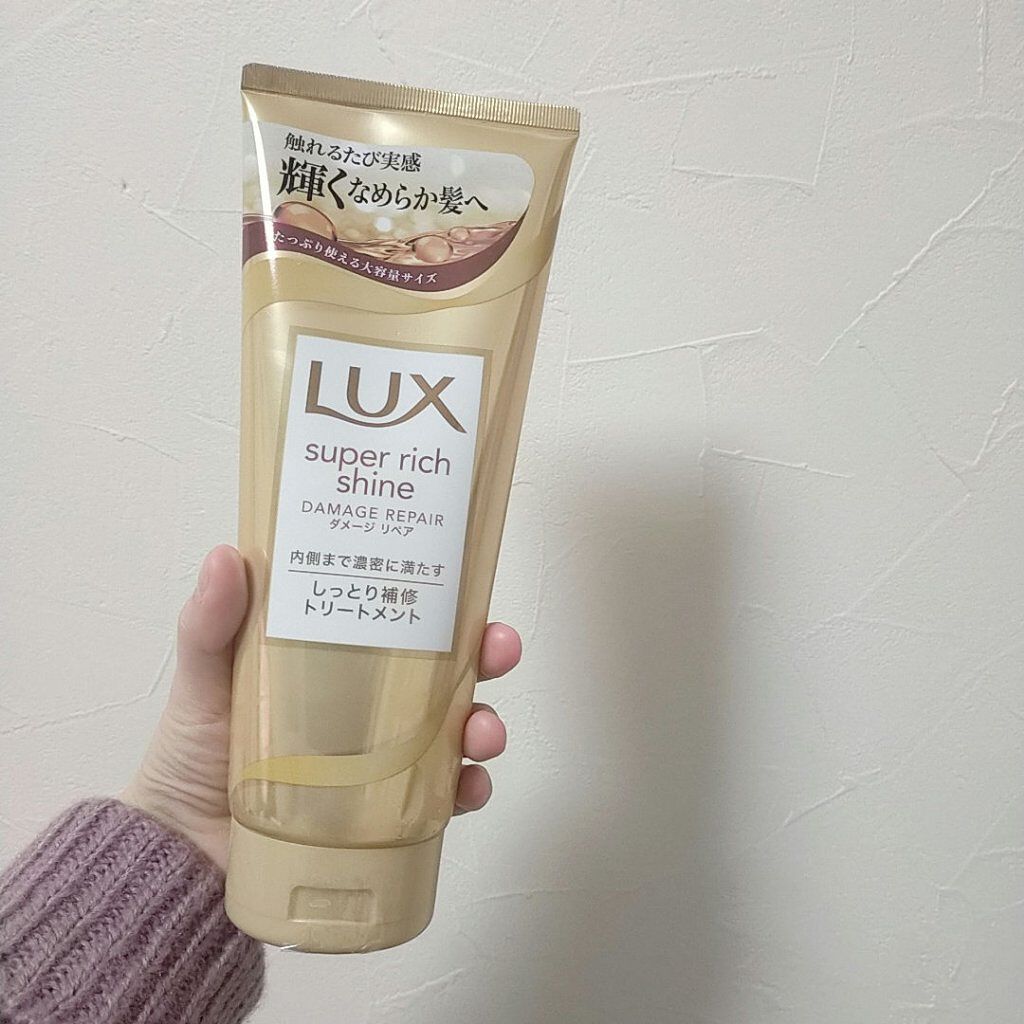 触れるたび実感
輝くなめらか髪へ
たっぷり使える大容量サイズ
LUX
super rich
shine
DAMAGE REPAIR
ダメージ リペア
内側まで濃密に満たす
しっとり補修
トリートメント